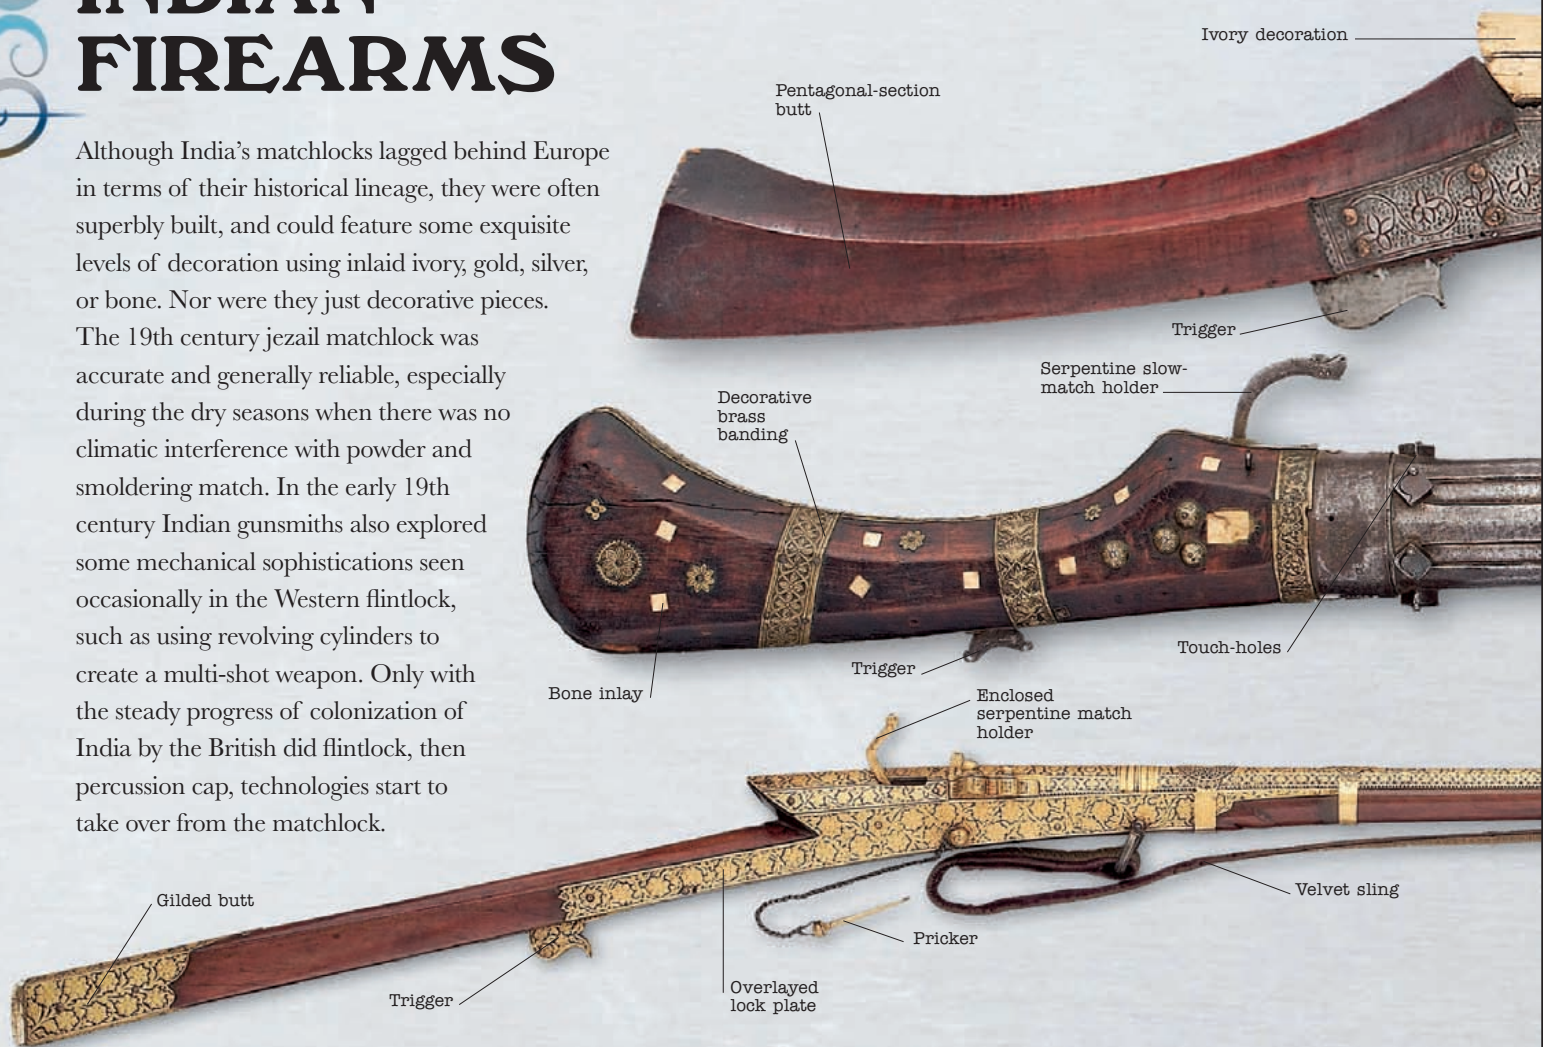 INDIAN
FIREARMS
Although India’s matchlocks lagged behind Europe
in terms of their historical lineage, they were often
superbly built, and could feature some exquisite
levels of decoration using inlaid ivory, gold, silver,
or bone. Nor were they just decorative pieces.
The 19th century jezail matchlock was
accurate and generally reliable, especially
during the dry seasons when there was no
climatic interference with powder and
smoldering match. In the early 19th
century Indian gunsmiths also explored
some mechanical sophistications seen
occasionally in the Western flintlock,
such as using revolving cylinders to
create a multi-shot weapon. Only with
the steady progress of colonization of
India by the British did flintlock, then
percussion cap, technologies start to
take over from the matchlock.
Ivory decoration
Pentagonal-section
butt
Trigger
Serpentine slow-
match holder
Decorative
brass
banding
Touch-holes
Trigger
Bone inlay
Enclosed
serpentine match
holder
Velvet sling
Gilded butt
Pricker
Trigger
Overlayed
lock plate